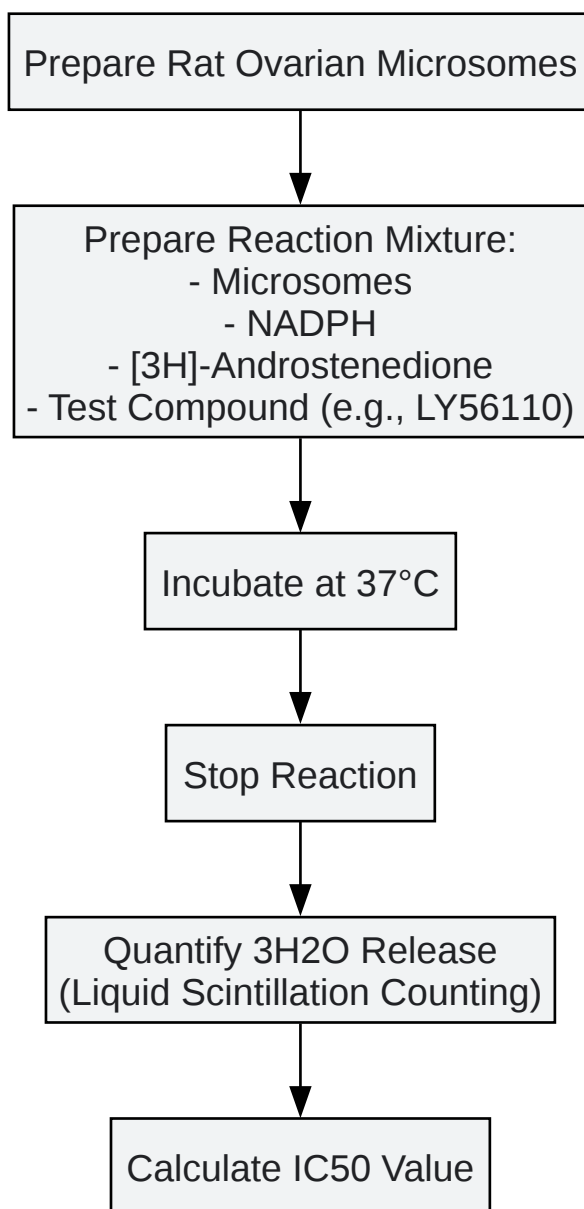 Prepare Rat Ovarian Microsomes
Prepare Reaction Mixture:
- Microsomes
- NADPH
- [3H]-Androstenedione
- Test Compound (e.g., LY56110)
Incubate at 37°C
Stop Reaction
Quantify 3H2O Release
(Liquid Scintillation Counting)
Calculate IC50 Value